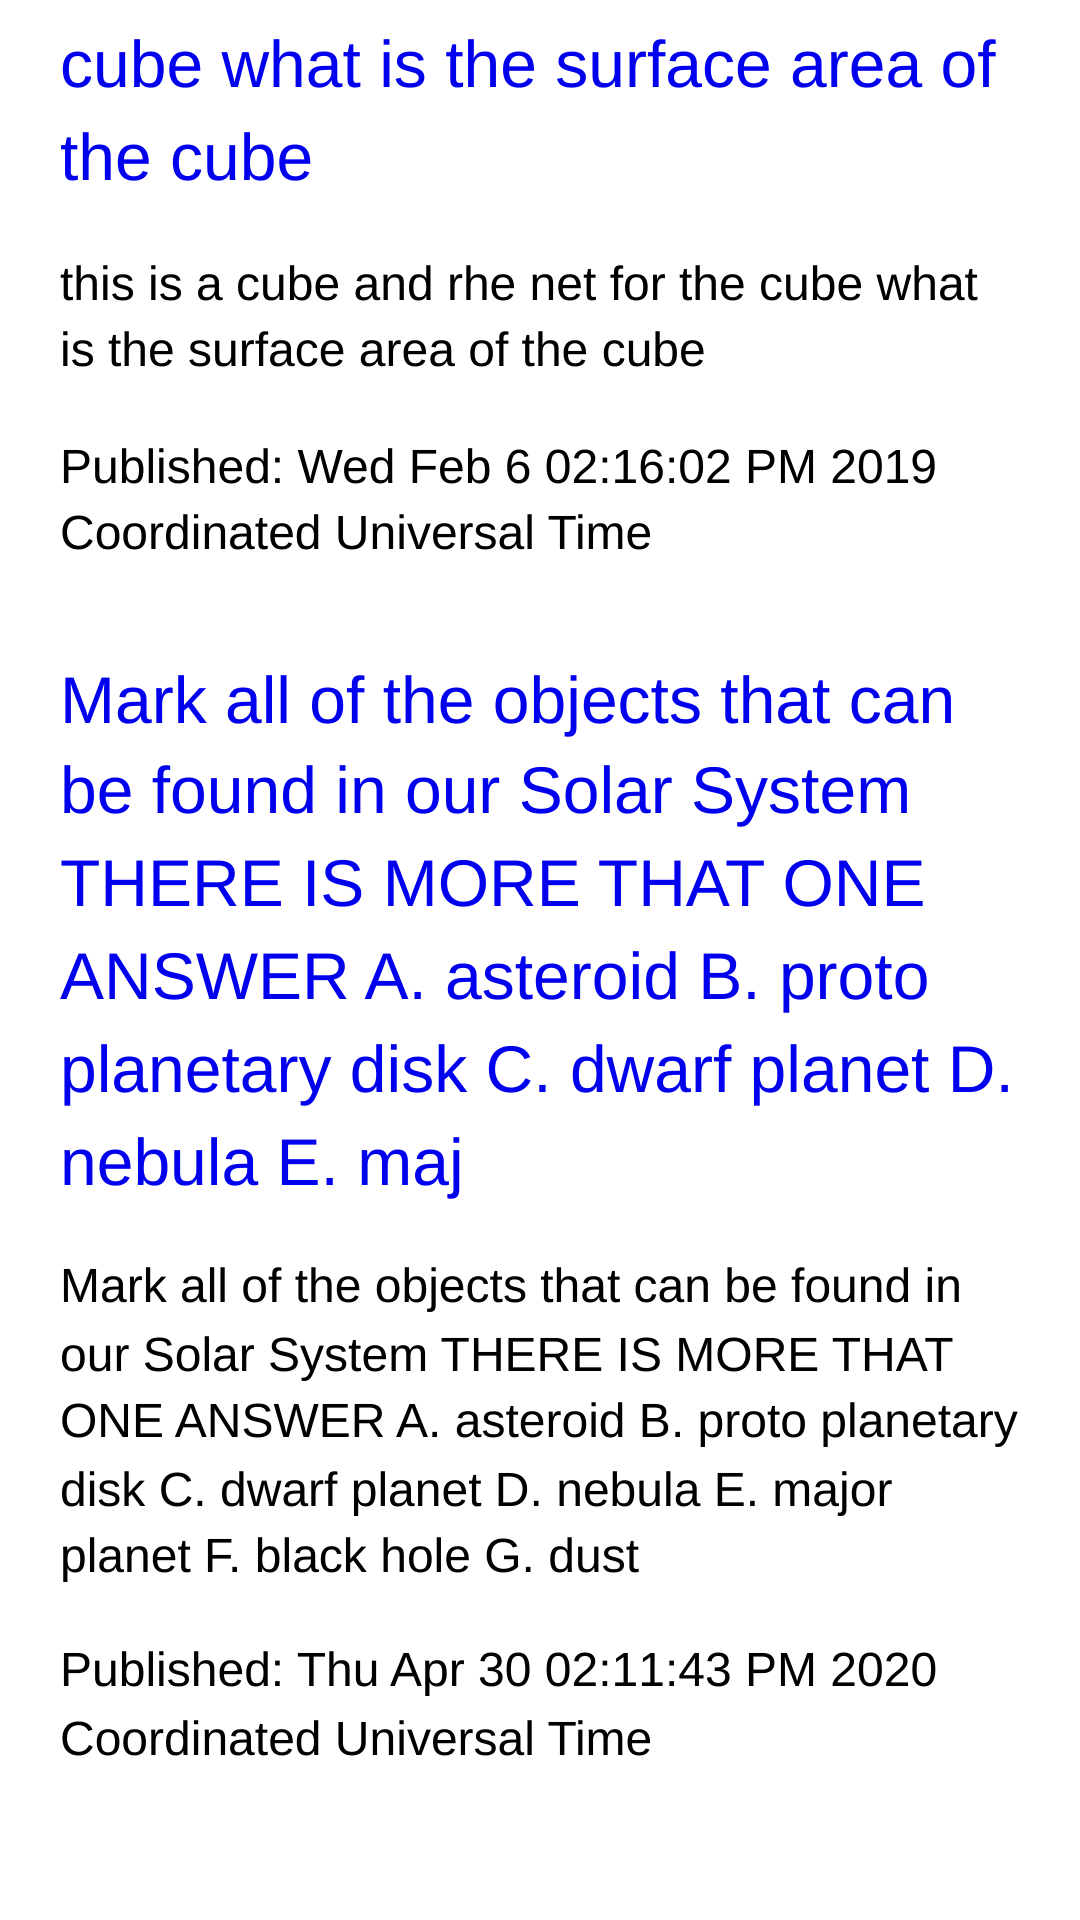 cube what is the surface area of
the cube
this is a cube and rhe net for the cube what
is the surface area of the cube
Published: Wed Feb 6 02:16:02 PM 2019
Coordinated Universal Time
Mark all of the objects that can
be found in our Solar System
THERE IS MORE THAT ONE
ANSWER A. asteroid B. proto
planetary disk C. dwarf planet D.
nebula E. maj
Mark all of the objects that can be found in
our Solar System THERE IS MORE THAT
ONE ANSWER A. asteroid B. proto planetary
disk C. dwarf planet D. nebula E. major
planet F. black hole G. dust
Published: Thu Apr 30 02:11:43 PM 2020
Coordinated Universal Time